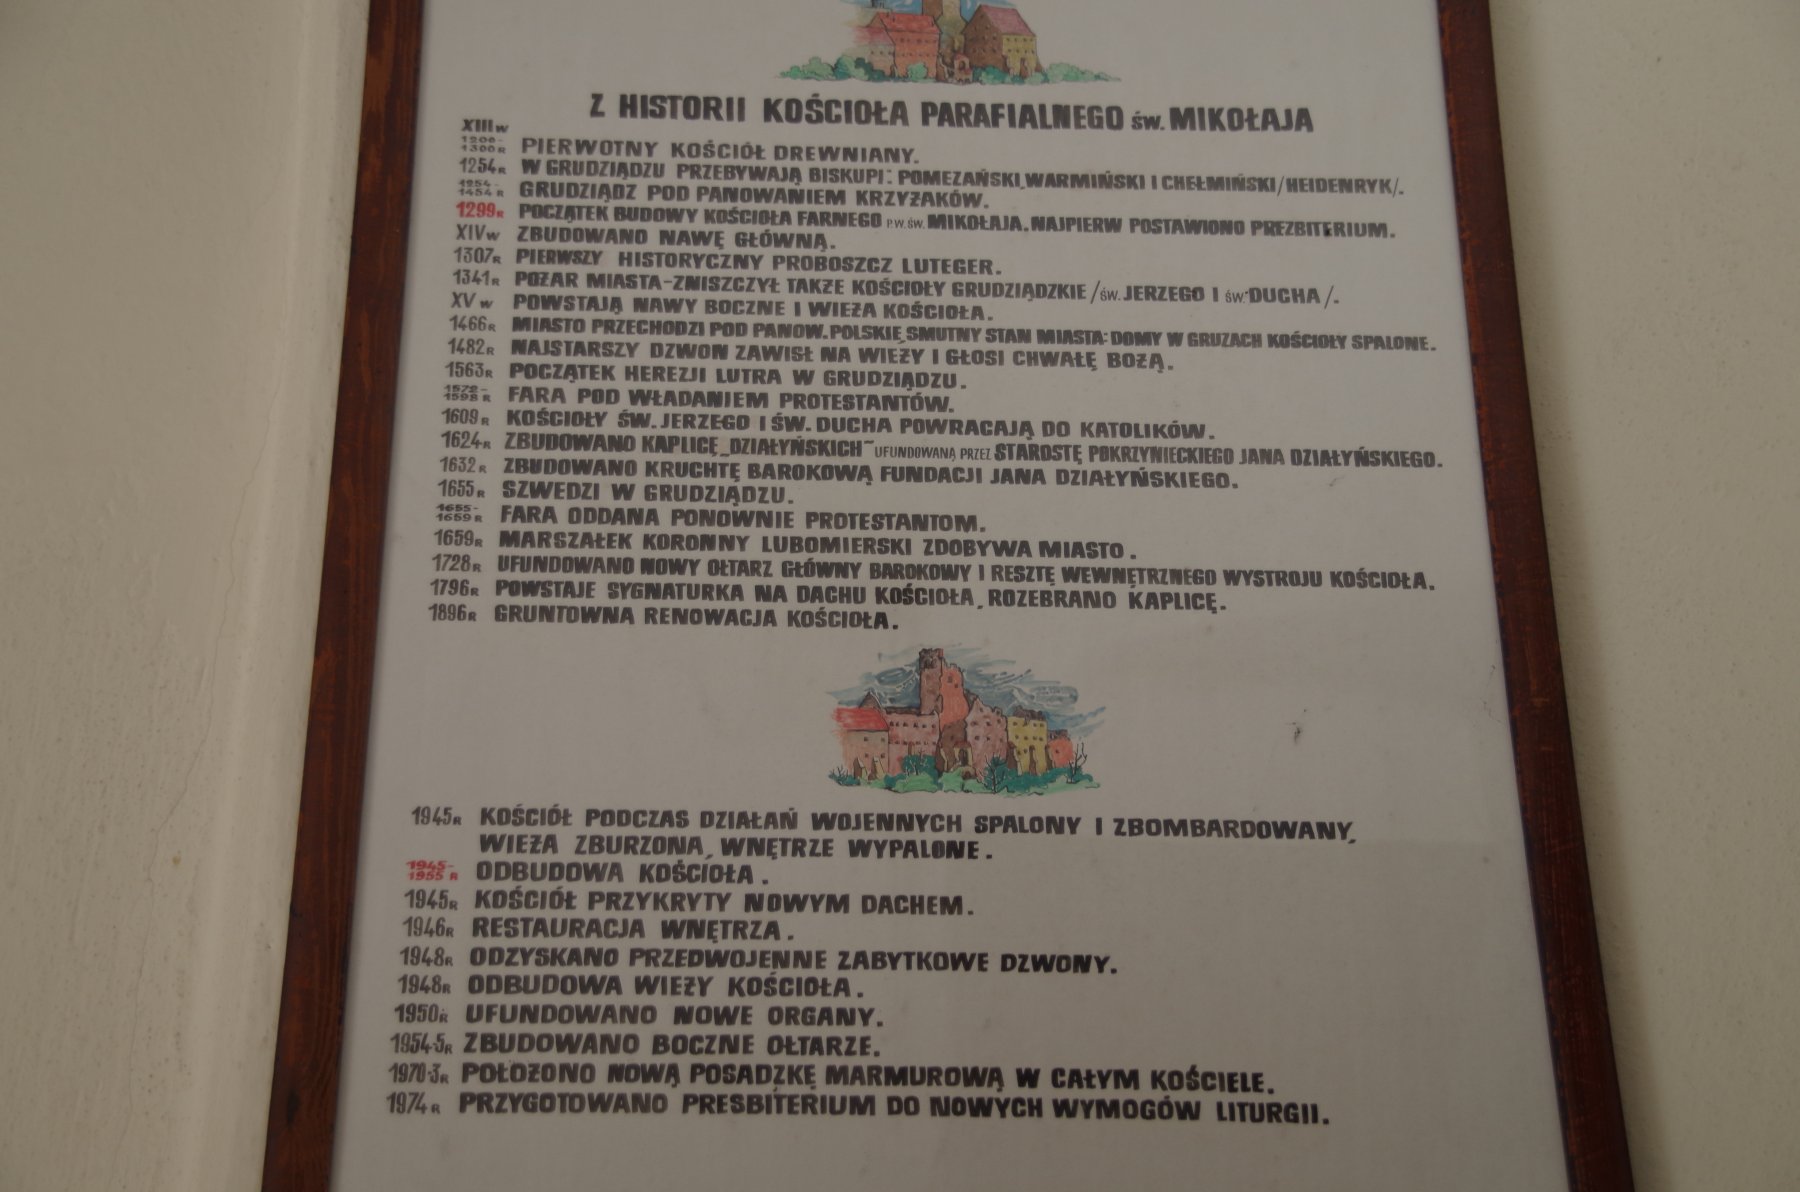 Z HISTORII KOŚCIOŁA PARAFIALNEGO ŚW. MIKOŁAJA
XIII W
1200-1300 R PIERWOTNY KOŚCIÓŁ DREWNIANY.
1254 R W GRUDZIĄDZU PRZEBYWAJĄ BISKUPI: POMEZAŃSKI, WARMIŃSKI I CHEŁMIŃSKI /HEIDENRYK/.
1254-1454 R GRUDZIĄDZ POD PANOWANIEM KRZYŻAKÓW.
1299 R POCZĄTEK BUDOWY KOŚCIOŁA FARNEGO P.W. ŚW. MIKOŁAJA. NAJPIERW POSTAWIONO PREZBITERIUM.
XIV W ZBUDOWANO NAWĘ GŁÓWNĄ.
1307 R PIERWSZY HISTORYCZNY PROBOSZCZ LUTEGER.
1341 R POŻAR MIASTA-ZNISZCZYŁ TAKŻE KOŚCIOŁY GRUDZIĄDZKIE /ŚW. JERZEGO I ŚW. DUCHA/.
XV W POWSTAJĄ NAWY BOCZNE I WIEŻA KOŚCIOŁA.
1466 R MIASTO PRZECHODZI POD PANOW. POLSKIE, SMUTNY STAN MIASTA: DOMY W GRUZACH KOŚCIOŁY SPALONE.
1482 R NAJSTARSZY DZWON ZAWISŁ NA WIEŻY I GŁOSI CHWAŁĘ BOŻĄ.
1563 R POCZĄTEK HEREZJI LUTRA W GRUDZIĄDZU.
1572-1598 R FARA POD WŁADANIEM PROTESTANTÓW.
1609 R KOŚCIOŁY ŚW. JERZEGO I ŚW. DUCHA POWRACAJĄ DO KATOLIKÓW.
1624 R ZBUDOWANO KAPLICĘ „DZIAŁYŃSKICH" UFUNDOWANĄ PRZEZ STAROSTĘ POKRZYNIECKIEGO JANA DZIAŁYŃSKIEGO.
1632 R ZBUDOWANO KRUCHTĘ BAROKOWĄ FUNDACJI JANA DZIAŁYŃSKIEGO.
1655 R SZWEDZI W GRUDZIĄDZU.
1655-1659 R FARA ODDANA PONOWNIE PROTESTANTOM.
1659 R MARSZAŁEK KORONNY LUBOMIERSKI ZDOBYWA MIASTO.
1728 R UFUNDOWANO NOWY OŁTARZ GŁÓWNY BAROKOWY I RESZTĘ WEWNĘTRZNEGO WYSTROJU KOŚCIOŁA.
1796 R POWSTAJE SYGNATURKA NA DACHU KOŚCIOŁA, ROZEBRANO KAPLICĘ.
1896 R GRUNTOWNA RENOWACJA KOŚCIOŁA.
1945 R KOŚCIÓŁ PODCZAS DZIAŁAŃ WOJENNYCH SPALONY I ZBOMBARDOWANY,
WIEŻA ZBURZONA, WNĘTRZE WYPALONE.
1945-1955 R ODBUDOWA KOŚCIOŁA.
1945 R KOŚCIÓŁ PRZYKRYTY NOWYM DACHEM.
1946 R RESTAURACJA WNĘTRZA.
1948 R ODZYSKANO PRZEDWOJENNE ZABYTKOWE DZWONY.
1948 R ODBUDOWA WIEŻY KOŚCIOŁA.
1950 R UFUNDOWANO NOWE ORGANY.
1954-5 R ZBUDOWANO BOCZNE OŁTARZE.
1970-3 R POŁOŻONO NOWĄ POSADZKĘ MARMUROWĄ W CAŁYM KOŚCIELE.
1974 R PRZYGOTOWANO PRESBITERIUM DO NOWYCH WYMOGÓW LITURGII.